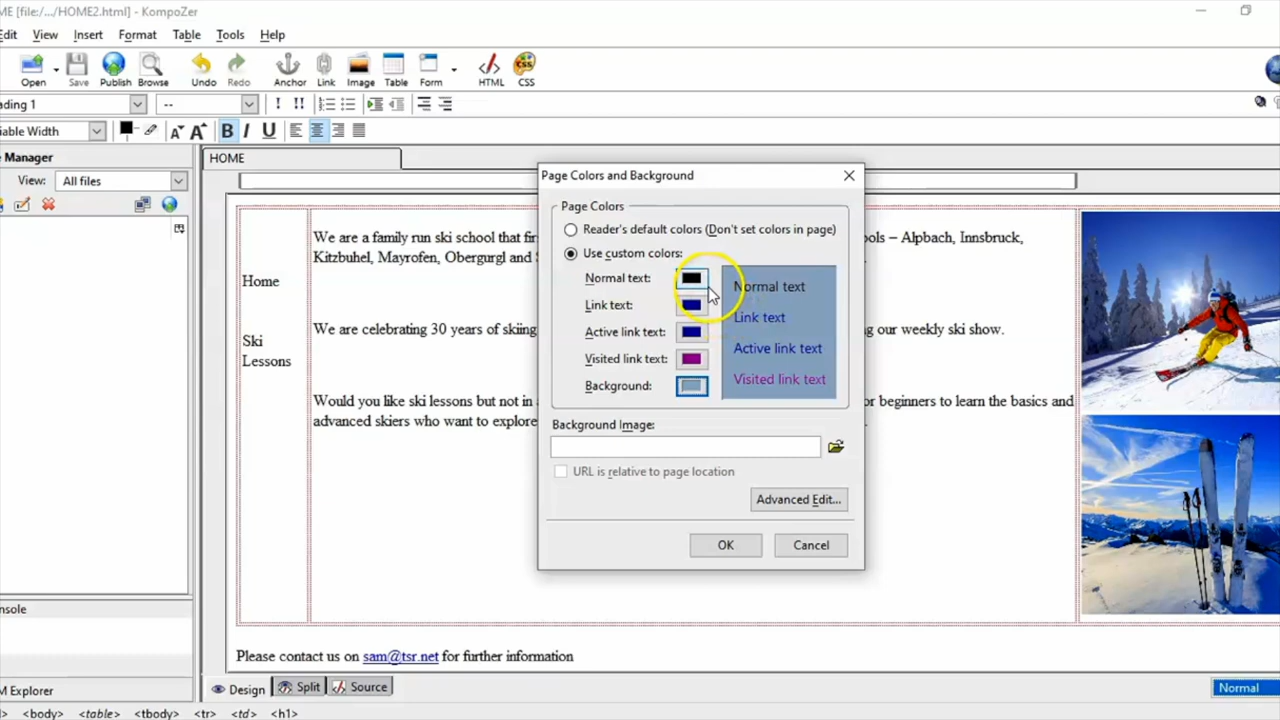 ME [file:/.../HOME2.html] - KompoZer
Edit View Insert Format Table Tools Help
Open Save Publish Browse Undo Redo Anchor Link Image Table Form HTML CSS
ading 1 --
iable Width B I U
Manager
View: All files
HOME
Page Colors and Background
Page Colors
Reader's default colors (Don't set colors in page)
Use custom colors:
Normal text: Normal text
Link text: Link text
Active link text: Active link text
Visited link text: Visited link text
Background:
Background Image:
URL is relative to page location
Advanced Edit...
OK Cancel
We are a family run ski school that fir ols – Alpbach, Innsbruck,
Kitzbuhel, Mayrofen, Obergurgl and S
Home
We are celebrating 30 years of skiing ng our weekly ski show.
Ski
Lessons
Would you like ski lessons but not in a or beginners to learn the basics and
advanced skiers who want to explore
Please contact us on sam@tsr.net for further information
nsole
M Explorer
Design Split Source
Normal
l> <body> <table> <tbody> <tr> <td> <h1>